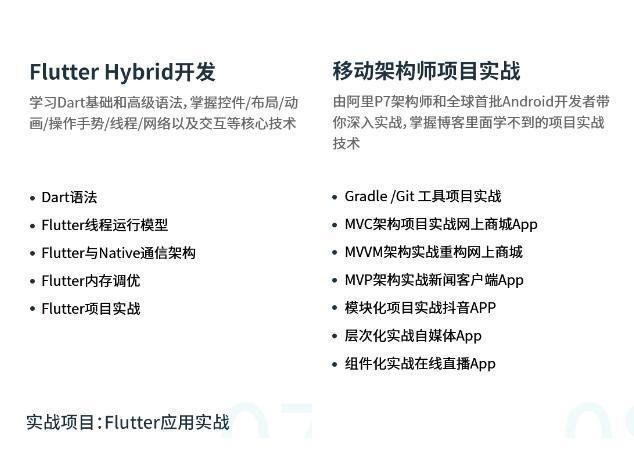 Flutter Hybrid开发
学习Dart基础和高级语法，掌握控件/布局/动
画/操作手势/线程/网络以及交互等核心技术
Dart语法
Flutter线程运行模型
Flutter与Native通信架构
Flutter内存调优
Flutter项目实战
实战项目：Flutter应用实战
07
移动架构师项目实战
由阿里P7架构师和全球首批Android开发者带
你深入实战，掌握博客里面学不到的项目实战
技术
Gradle /Git 工具项目实战
MVC架构项目实战网上商城App
MVVM架构实战重构网上商城
MVP架构实战新闻客户端App
模块化项目实战抖音APP
层次化实战自媒体App
组件化实战在线直播App